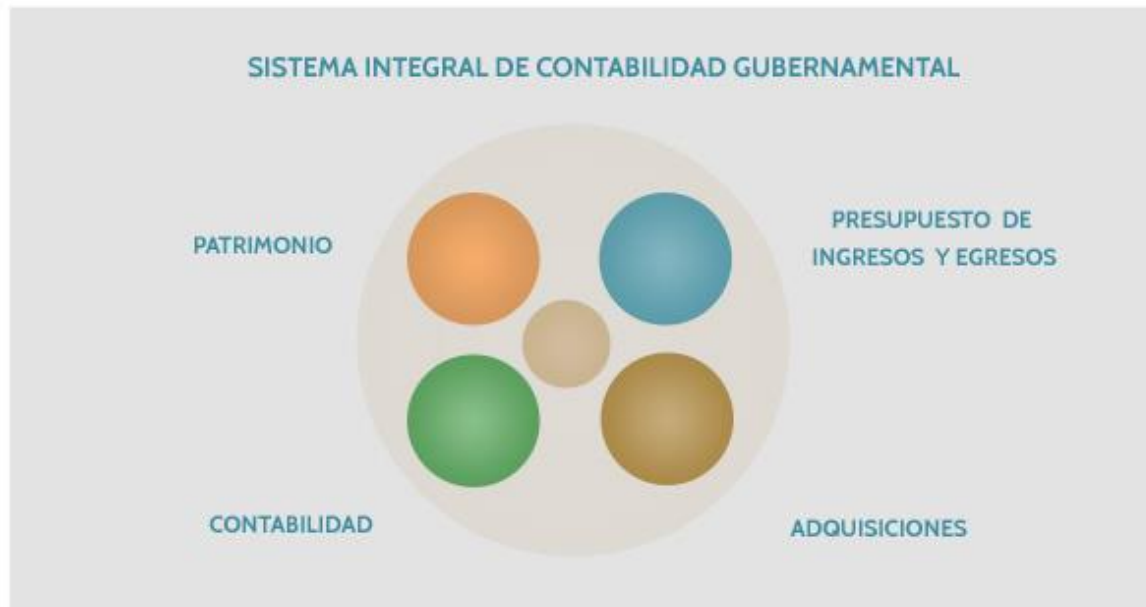 SISTEMA INTEGRAL DE CONTABILIDAD GUBERNAMENTAL
PATRIMONIO
PRESUPUESTO DE
INGRESOS Y EGRESOS
CONTABILIDAD
ADQUISICIONES